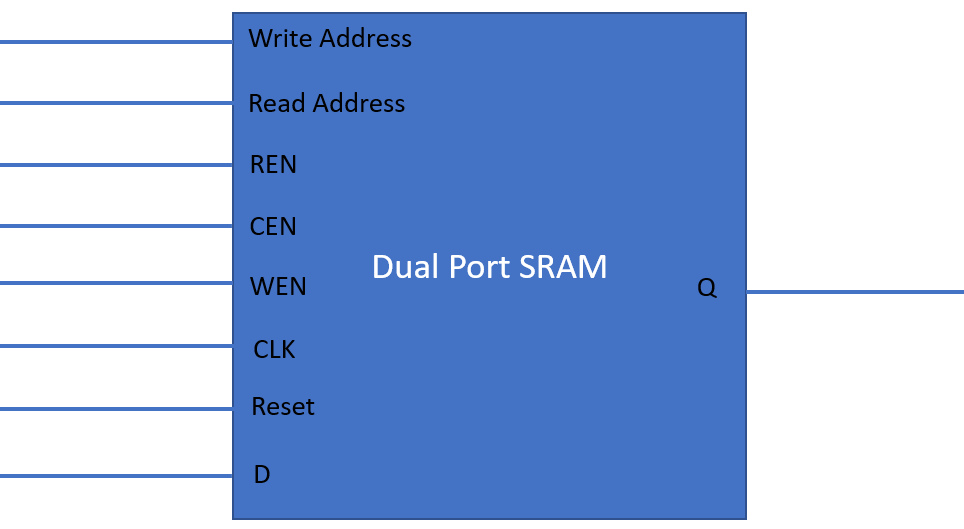 Write Address
Read Address
REN
CEN
Dual Port SRAM
WEN
Q
CLK
Reset
D